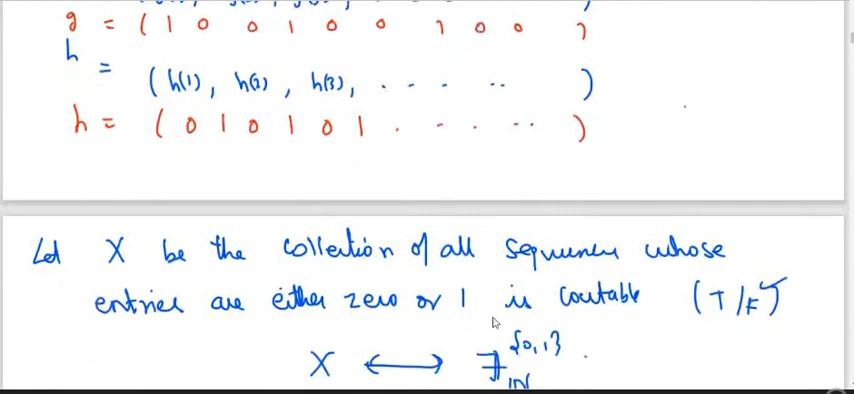 g = ( 1 0 0 1 0 0 1 0 0 )
h = ( h(1), h(2), h(3), . - - .. )
h = ( 0 1 0 1 0 1 . - . .. )
Let X be the collection of all sequences whose
entries are either zero or 1 is coutable (T/F)
X ⟷ {0,1} IN